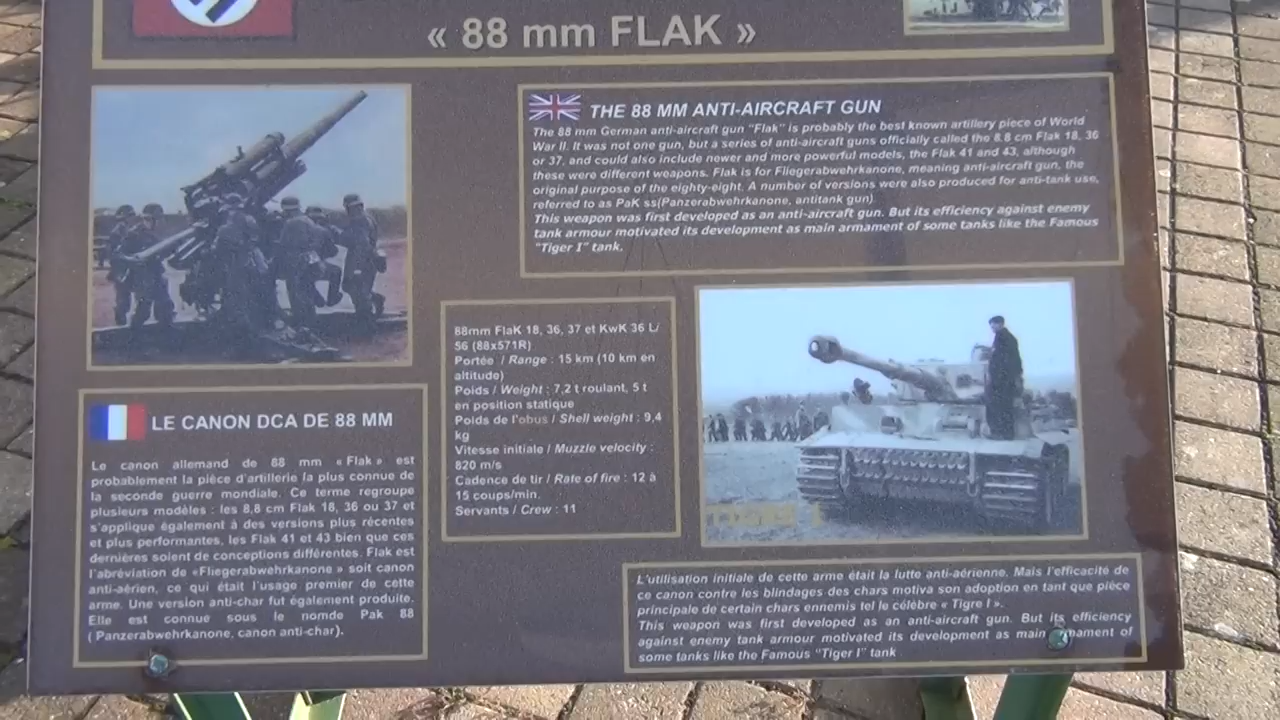 « 88 mm FLAK »
THE 88 MM ANTI-AIRCRAFT GUN
The 88 mm German anti-aircraft gun "Flak" is probably the best known artillery piece of World
War II. It was not one gun, but a series of anti-aircraft guns officially called the 8.8 cm Flak 18, 36
or 37, and could also include newer and more powerful models, the Flak 41 and 43, although
these were different weapons. Flak is for Fliegerabwehrkanone, meaning anti-aircraft gun, the
original purpose of the eighty-eight. A number of versions were also produced for anti-tank use,
referred to as PaK ss(Panzerabwehrkanone, antitank gun)
This weapon was first developed as an anti-aircraft gun. But its efficiency against enemy
tank armour motivated its development as main armament of some tanks like the Famous
"Tiger I" tank.
88mm FlaK 18, 36, 37 et KwK 36 L/
56 (88x571R)
Portée / Range : 15 km (10 km en
altitude)
Poids / Weight : 7,2 t roulant, 5 t
en position statique
Poids de l'obus / Shell weight : 9,4
kg
Vitesse initiale / Muzzle velocity :
820 m/s
Cadence de tir / Rate of fire : 12 à
15 coups/min.
Servants / Crew : 11
LE CANON DCA DE 88 MM
Le canon allemand de 88 mm « Flak » est
probablement la pièce d'artillerie la plus connue de
la seconde guerre mondiale. Ce terme regroupe
plusieurs modèles : les 8,8 cm Flak 18, 36 ou 37 et
s'applique également à des versions plus récentes
et plus performantes, les Flak 41 et 43 bien que ces
dernières soient de conceptions différentes. Flak est
l'abréviation de «Fliegerabwehrkanone » soit canon
anti-aérien, ce qui était l'usage premier de cette
arme. Une version anti-char fut également produite.
Elle est connue sous le nomde Pak 88
( Panzerabwehrkanone, canon anti-char).
L'utilisation initiale de cette arme était la lutte anti-aérienne. Mais l'efficacité de
ce canon contre les blindages des chars motiva son adoption en tant que pièce
principale de certain chars ennemis tel le célèbre « Tigre I ».
This weapon was first developed as an anti-aircraft gun. But its efficiency
against enemy tank armour motivated its development as main armament of
some tanks like the Famous "Tiger I" tank